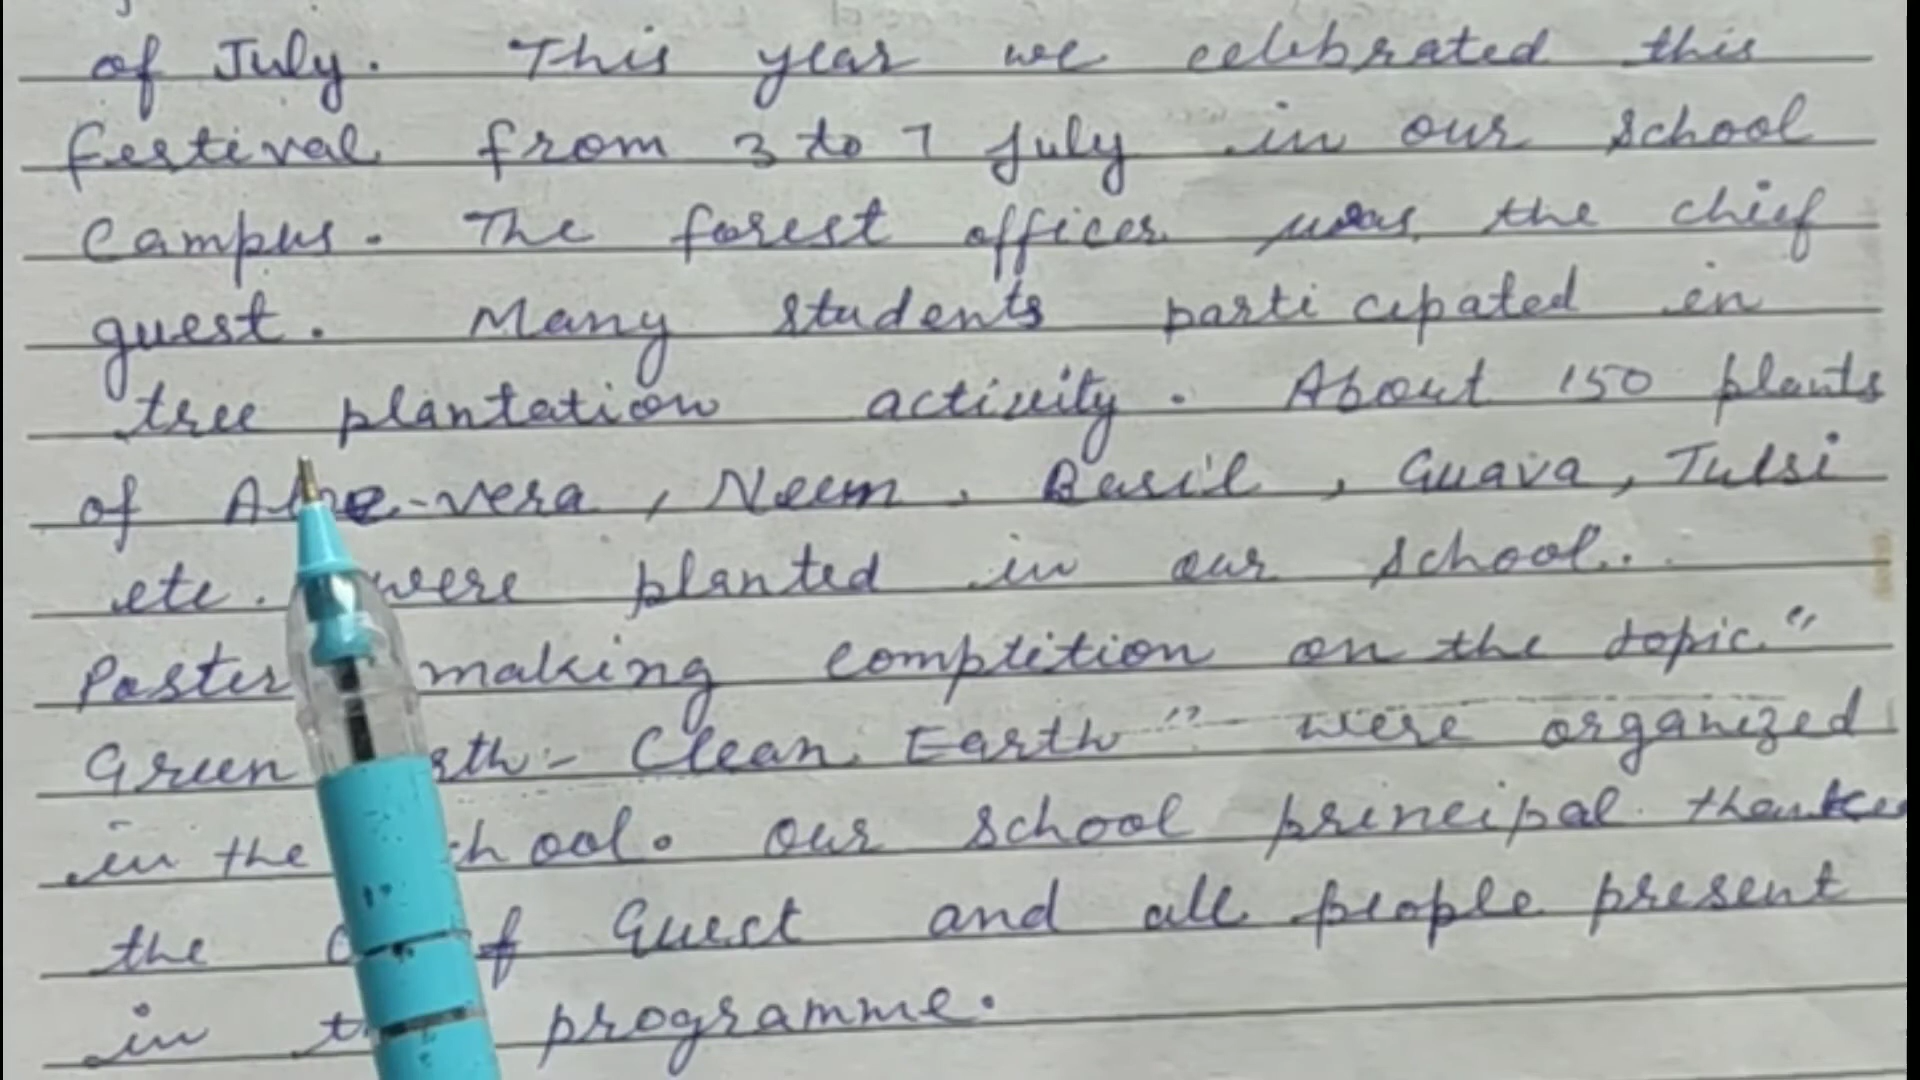 of July. This year we celebrated this
festival from 3 to 7 July in our school
Campus. The forest officer was the chief
guest. Many students participated in
tree plantation activity. About 150 plants
of Aloe-vera, Neem, Basil, Guava, Tulsi
etc. were planted in our school.
Poster making comptition on the topic "
Green Earth - Clean Earth" were organized
in the school. Our school principal thanked
the Chief Guest and all people present
in the programme.